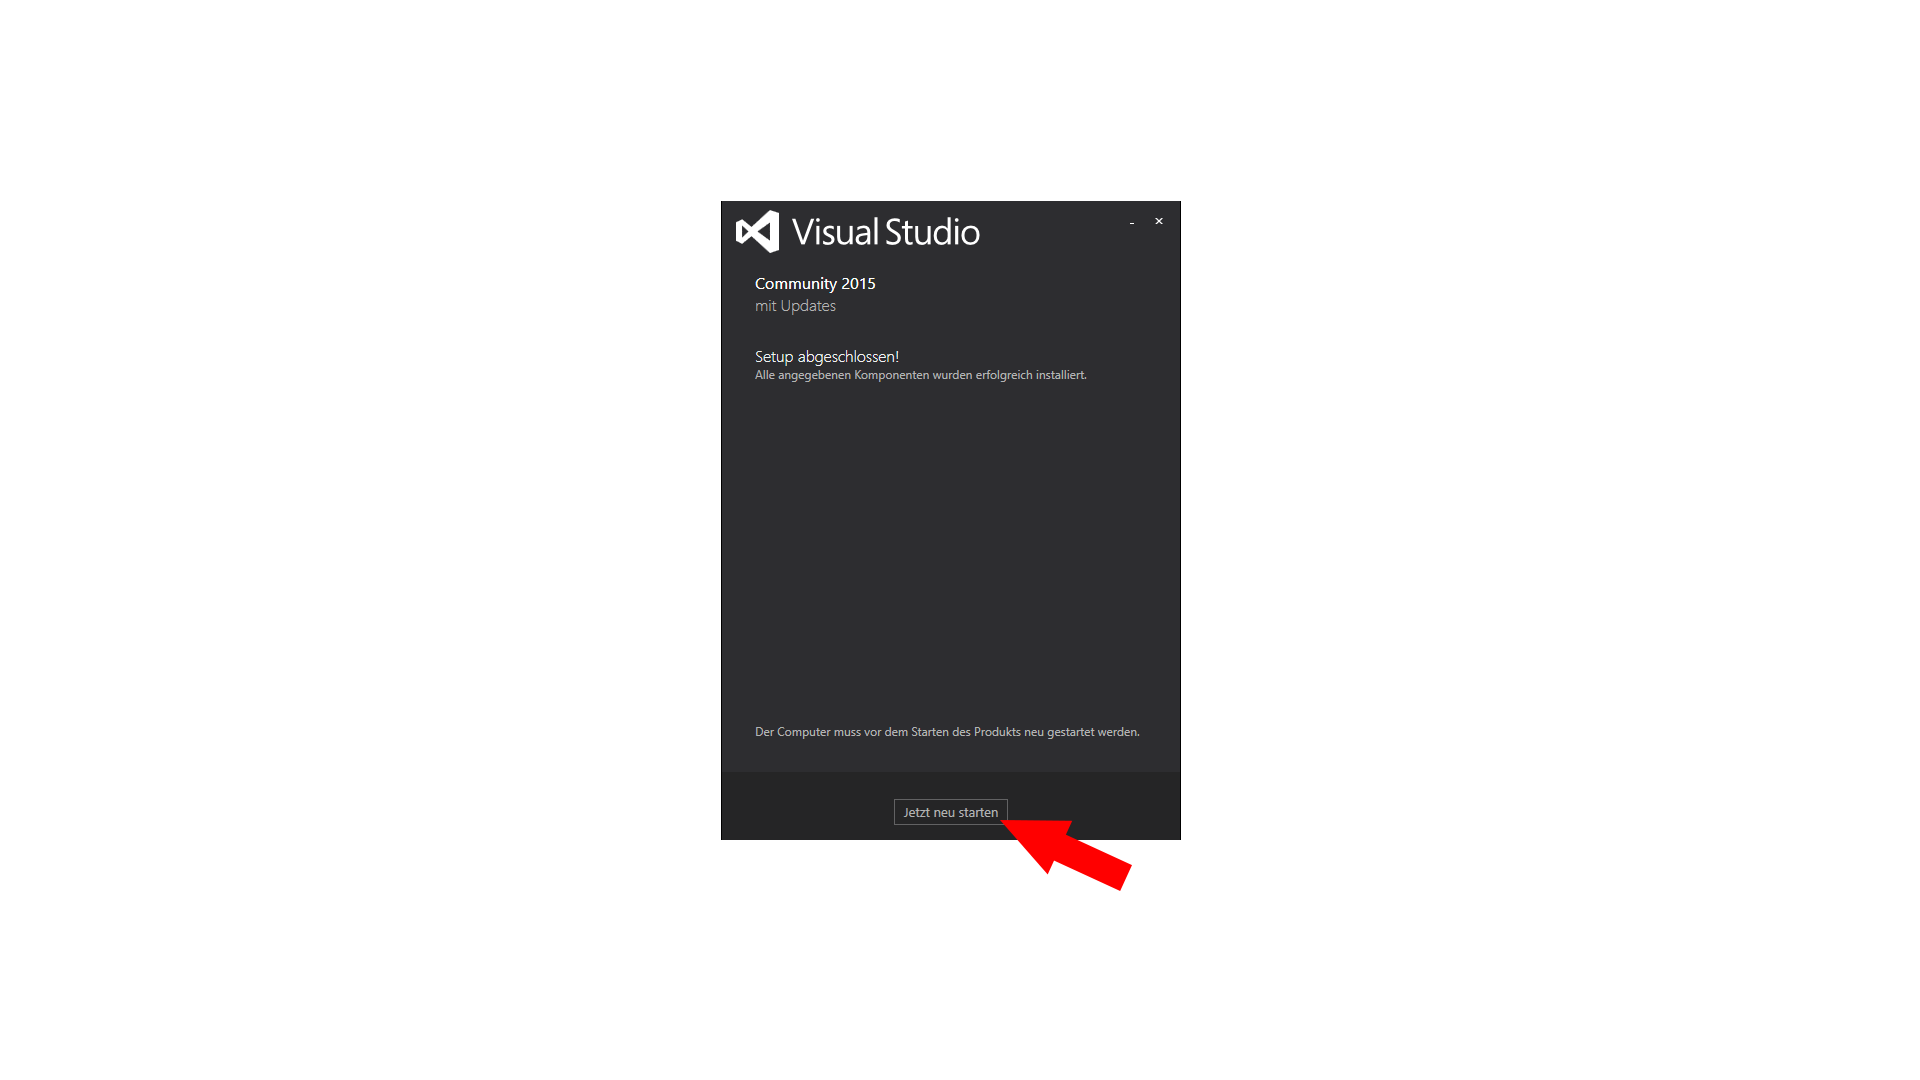 Visual Studio
Community 2015
mit Updates
Setup abgeschlossen!
Alle angegebenen Komponenten wurden erfolgreich installiert.
Der Computer muss vor dem Starten des Produkts neu gestartet werden.
Jetzt neu starten